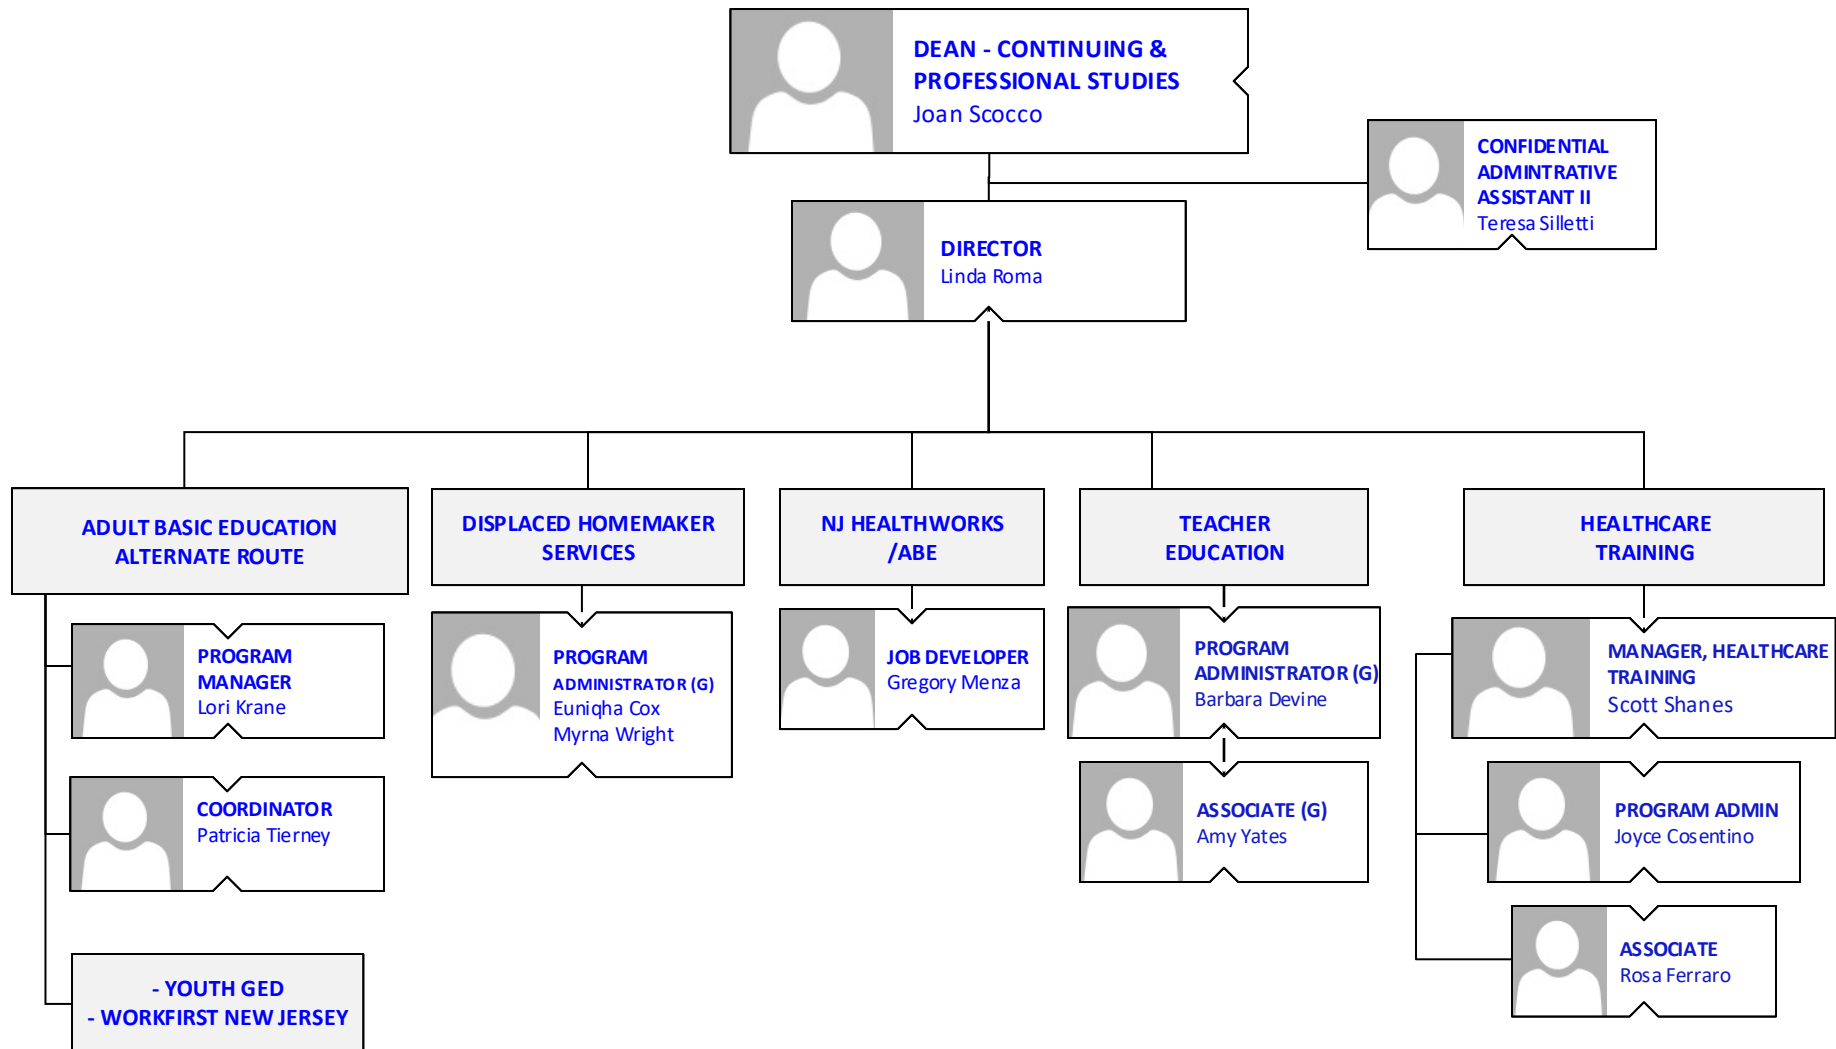 DEAN - CONTINUING &
PROFESSIONAL STUDIES
Joan Scocco
CONFIDENTIAL
ADMINTRATIVE
ASSISTANT II
Teresa Silletti
DIRECTOR
Linda Roma
ADULT BASIC EDUCATION
ALTERNATE ROUTE
DISPLACED HOMEMAKER
SERVICES
NJ HEALTHWORKS
/ABE
TEACHER
EDUCATION
HEALTHCARE
TRAINING
PROGRAM
MANAGER
Lori Krane
PROGRAM
ADMINISTRATOR (G)
Euniqha Cox
Myrna Wright
JOB DEVELOPER
Gregory Menza
PROGRAM
ADMINISTRATOR (G)
Barbara Devine
MANAGER, HEALTHCARE
TRAINING
Scott Shanes
COORDINATOR
Patricia Tierney
ASSOCIATE (G)
Amy Yates
PROGRAM ADMIN
Joyce Cosentino
ASSOCIATE
Rosa Ferraro
- YOUTH GED
- WORKFIRST NEW JERSEY